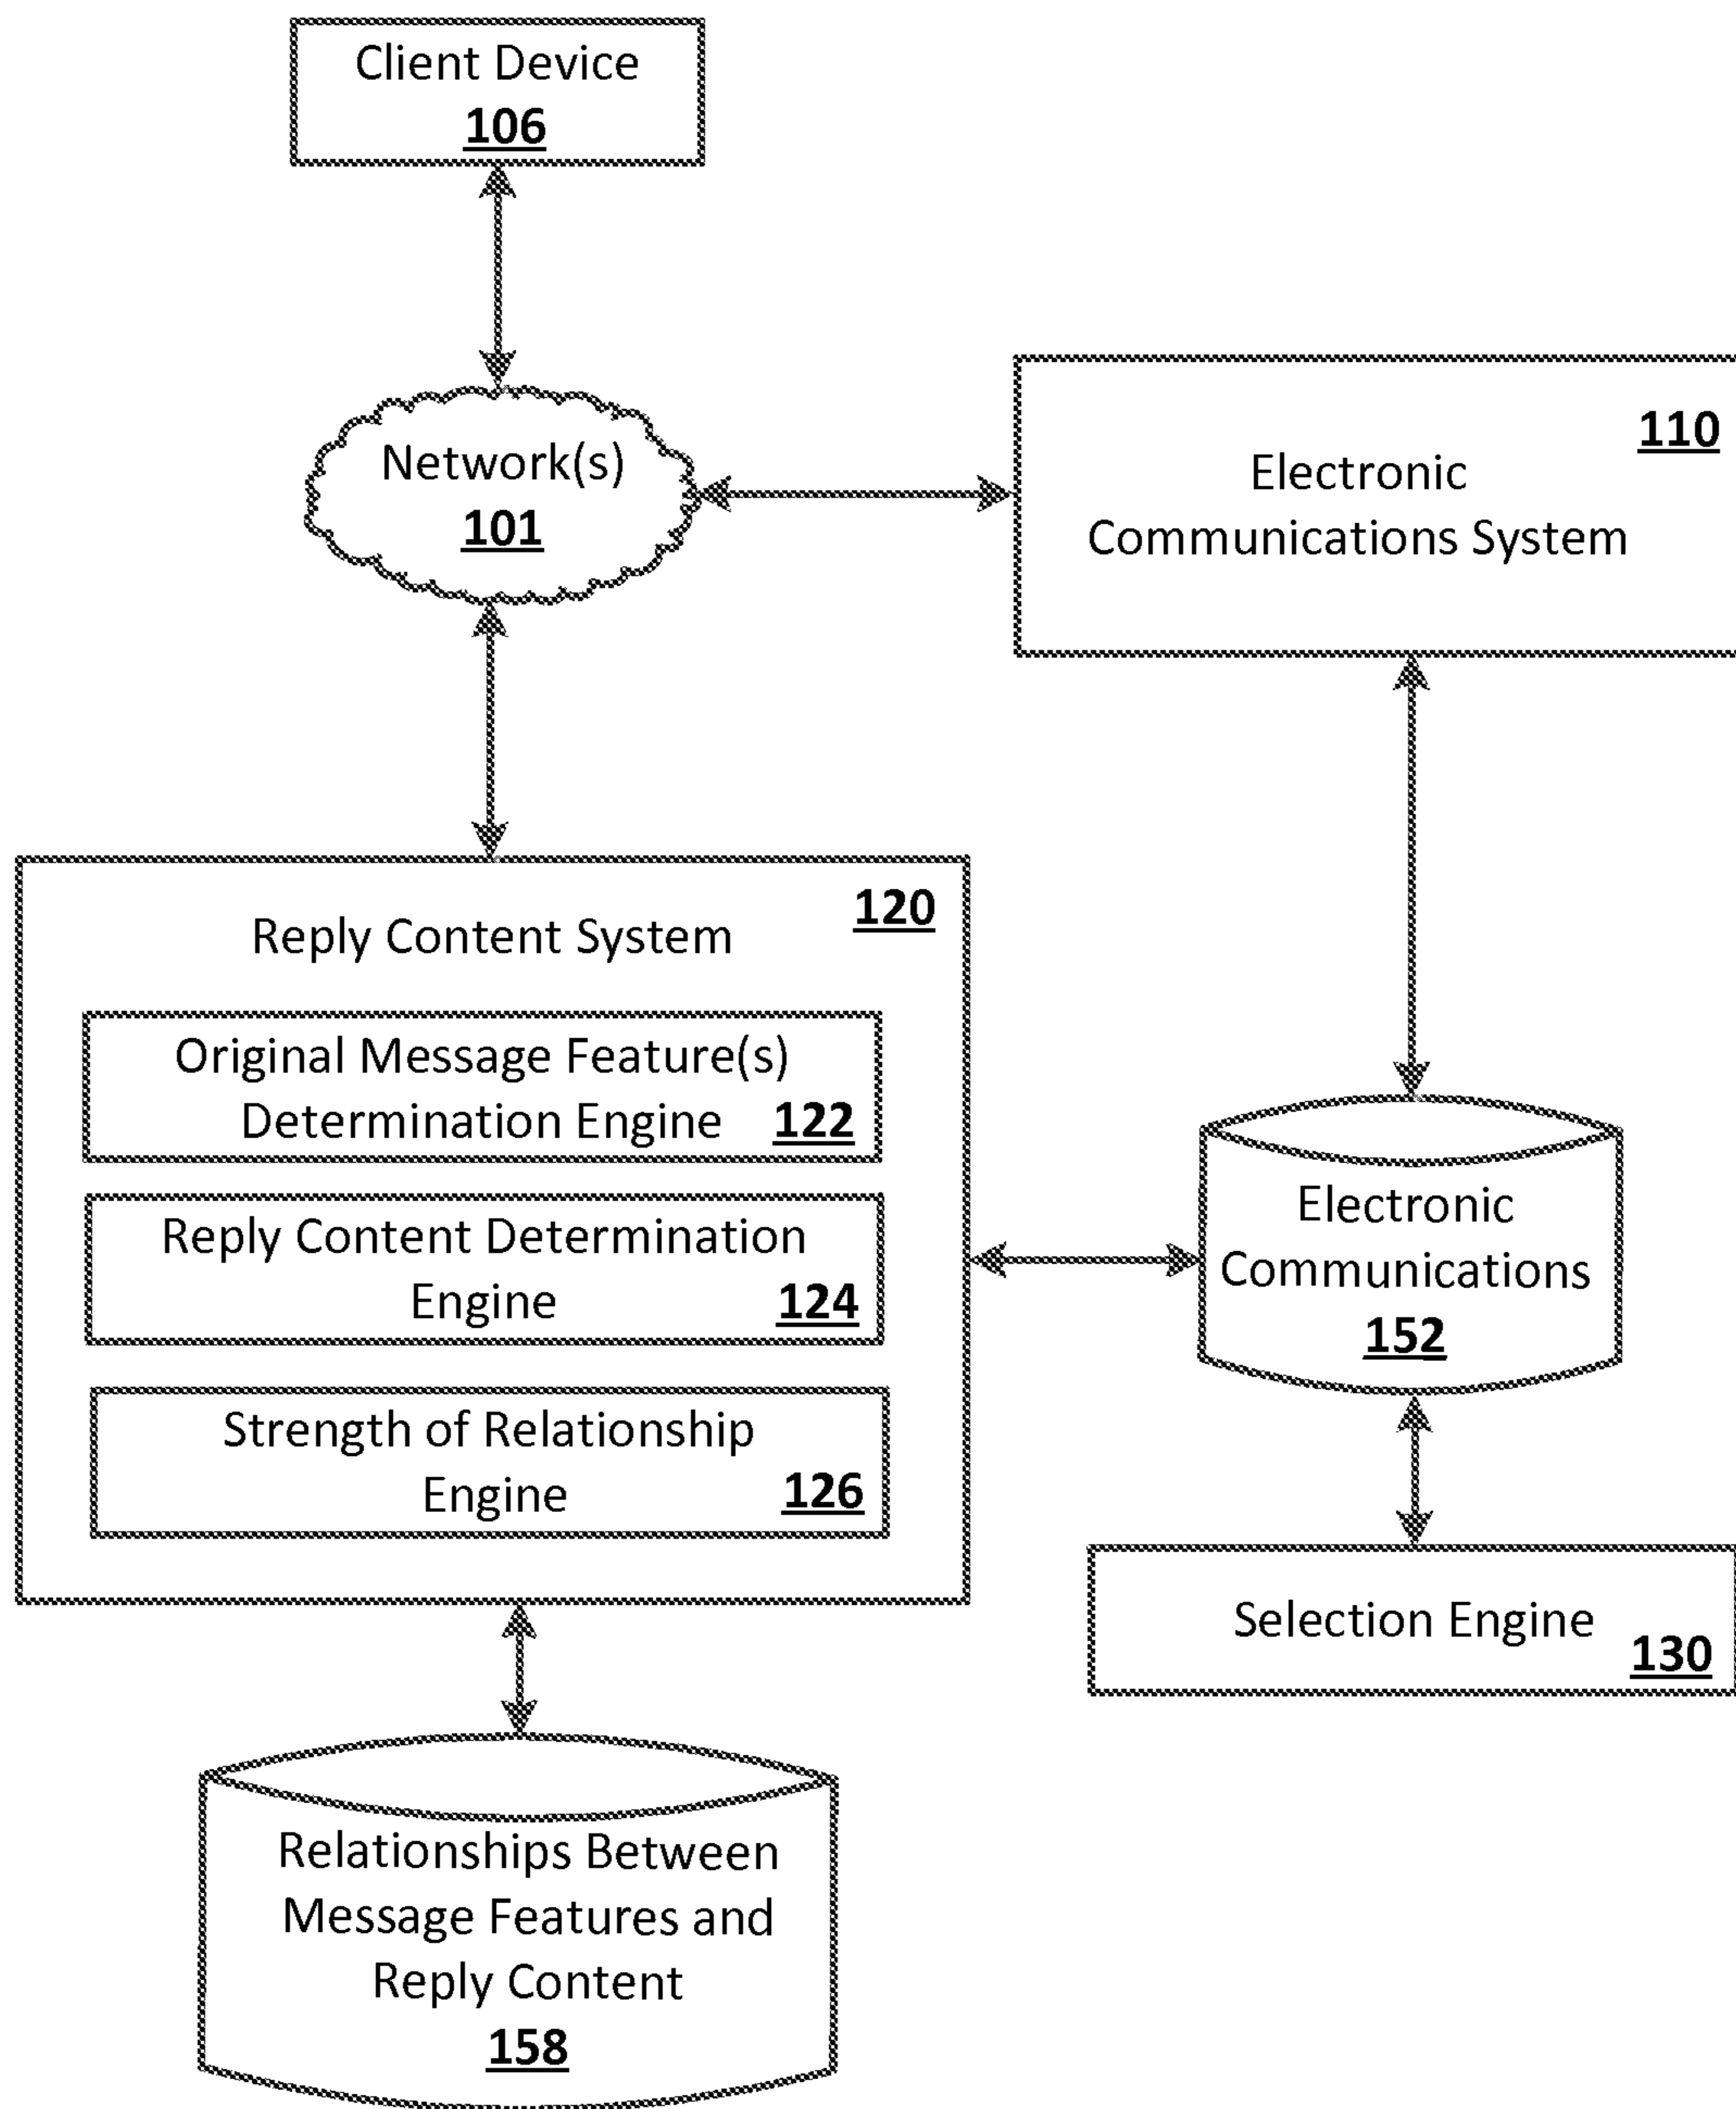 Client Device
106
Network(s)
101
110
Electronic
Communications System
120
Reply Content System
Original Message Feature(s)
Determination Engine 122
Reply Content Determination
Engine 124
Strength of Relationship
Engine 126
Electronic
Communications
152
Selection Engine
130
Relationships Between
Message Features and
Reply Content
158